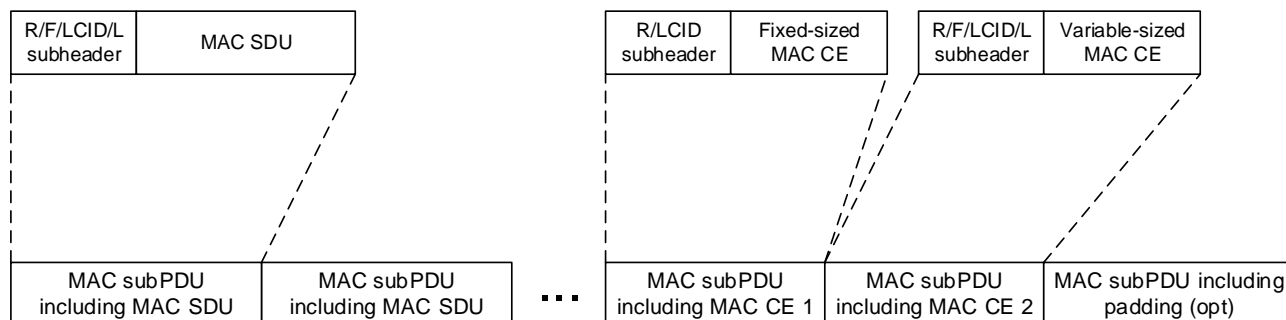 R/F/LCID/L
subheader
MAC SDU
R/LCID
subheader
Fixed-sized
MAC CE
R/F/LCID/L
subheader
Variable-sized
MAC CE
MAC subPDU
including MAC SDU
MAC subPDU
including MAC SDU
...
MAC subPDU
including MAC CE 1
MAC subPDU
including MAC CE 2
MAC subPDU including
padding (opt)